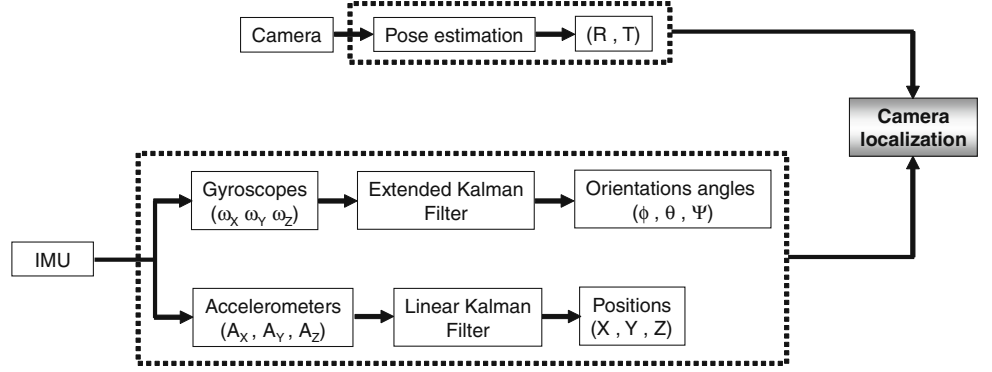 Camera
Pose estimation
(R , T)
Camera
localization
Gyroscopes
(ωX ωY ωZ)
Extended Kalman
Filter
Orientations angles
(ϕ , θ , Ψ)
IMU
Accelerometers
(AX , AY , AZ)
Linear Kalman
Filter
Positions
(X , Y , Z)